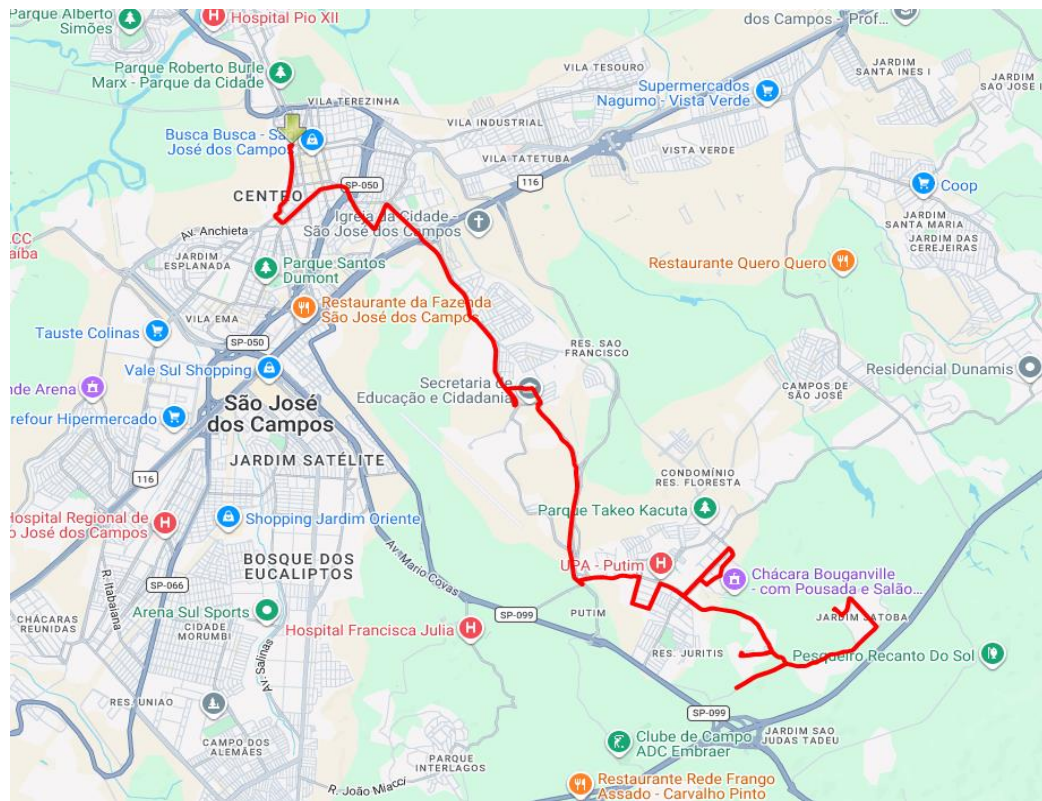 Parque Alberto
Simões
Hospital Pio XII
dos Campos - Prof...
Parque Roberto Burle
Marx - Parque da Cidade
VILA TESOURO
JARDIM
SANTA INES I
JARDIM
SAO JOSE I
VILA TEREZINHA
Supermercados
Nagumo - Vista Verde
VILA INDUSTRIAL
Busca Busca - Sã
José dos Campos
VISTA VERDE
VILA TATETUBA
116
Coop
CENTRO
SP-050
Igreja da Cidade -
São José dos Campos
JARDIM
SANTA MARIA
JARDIM DAS
CEREJEIRAS
Av. Anchieta
JARDIM
ESPLANADA
Parque Santos
Dumont
Restaurante Quero Quero
Restaurante da Fazenda
São José dos Campos
VILA EMA
Tauste Colinas
SP-050
RES. SAO
FRANCISCO
Vale Sul Shopping
Residencial Dunamis
nde Arena
Secretaria de
Educação e Cidadania
CAMPOS DE
SÃO JOSÉ
São José
dos Campos
refour Hipermercado
JARDIM SATÉLITE
116
CONDOMÍNIO
RES. FLORESTA
Parque Takeo Kacuta
Hospital Regional de
o José dos Campos
Shopping Jardim Oriente
BOSQUE DOS
EUCALIPTOS
Av. Mario Covas
UPA - Putim
R. Itabaiana
SP-066
Chácara Bouganville
- com Pousada e Salão...
Arena Sul Sports
SP-099
PUTIM
CHÁCARAS
REUNIDAS
CIDADE
MORUMBI
Hospital Francisca Julia
JARDIM SATOBA
Av. Salinas
RES. JURITIS
Pesqueiro Recanto Do Sol
RES. UNIAO
SP-099
CAMPO DOS
ALEMÃES
Clube de Campo
ADC Embraer
JARDIM SAO
JUDAS TADEU
PARQUE
INTERLAGOS
R. João Miacci
Restaurante Rede Frango
Assado - Carvalho Pinto